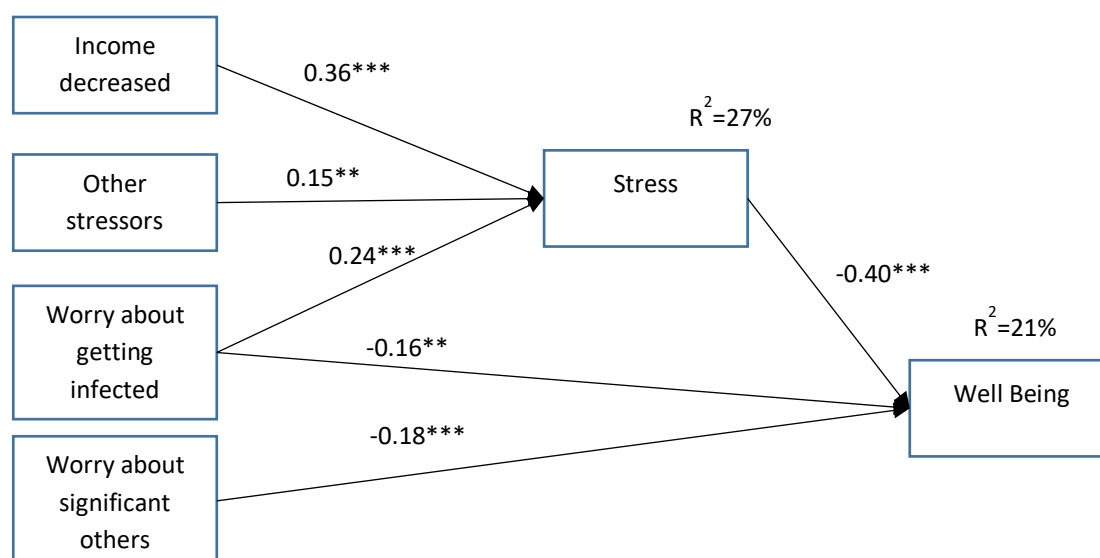 Income
decreased
0.36***
R²=27%
Other
stressors
0.15**
Stress
0.24***
-0.40***
Worry about
getting
infected
-0.16**
R²=21%
Well Being
-0.18***
Worry about
significant
others